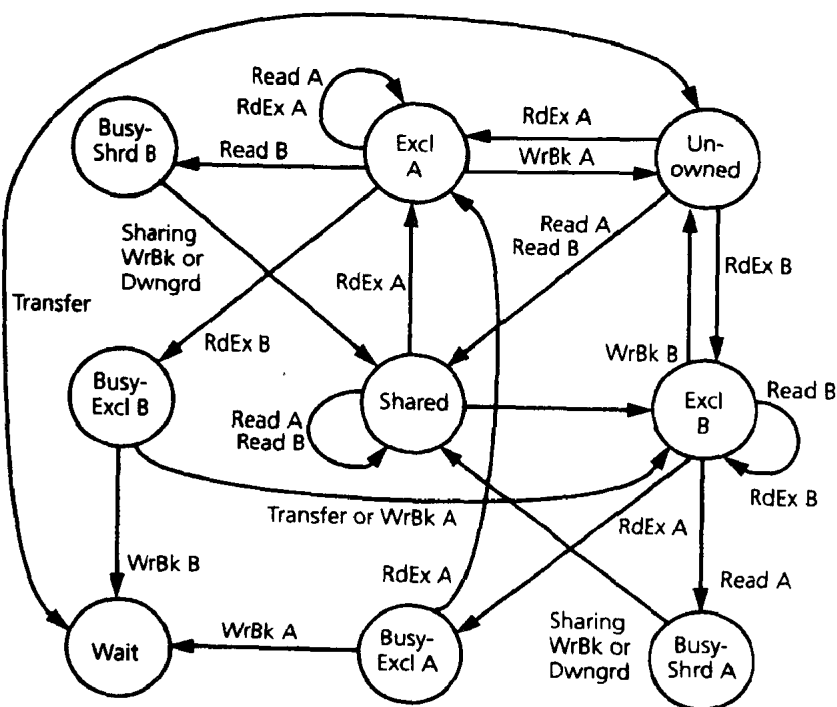 Read A
RdEx A
Busy-
Shrd B
Read B
Excl
A
RdEx A
WrBk A
Un-
owned
Sharing
WrBk or
Dwngrd
Read A
Read B
RdEx B
Transfer
RdEx A
RdEx B
WrBk B
Busy-
Excl B
Read A
Read B
Shared
Excl
B
Read B
RdEx B
Transfer or WrBk A
RdEx A
WrBk B
RdEx A
Read A
Wait
WrBk A
Busy-
Excl A
Sharing
WrBk or
Dwngrd
Busy-
Shrd A